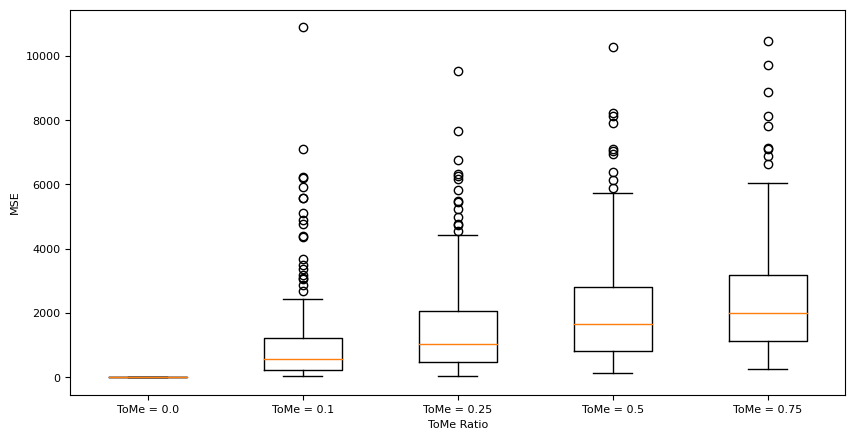 10000
8000
6000
4000
2000
0
MSE
ToMe = 0.0
ToMe = 0.1
ToMe = 0.25
ToMe = 0.5
ToMe = 0.75
ToMe Ratio